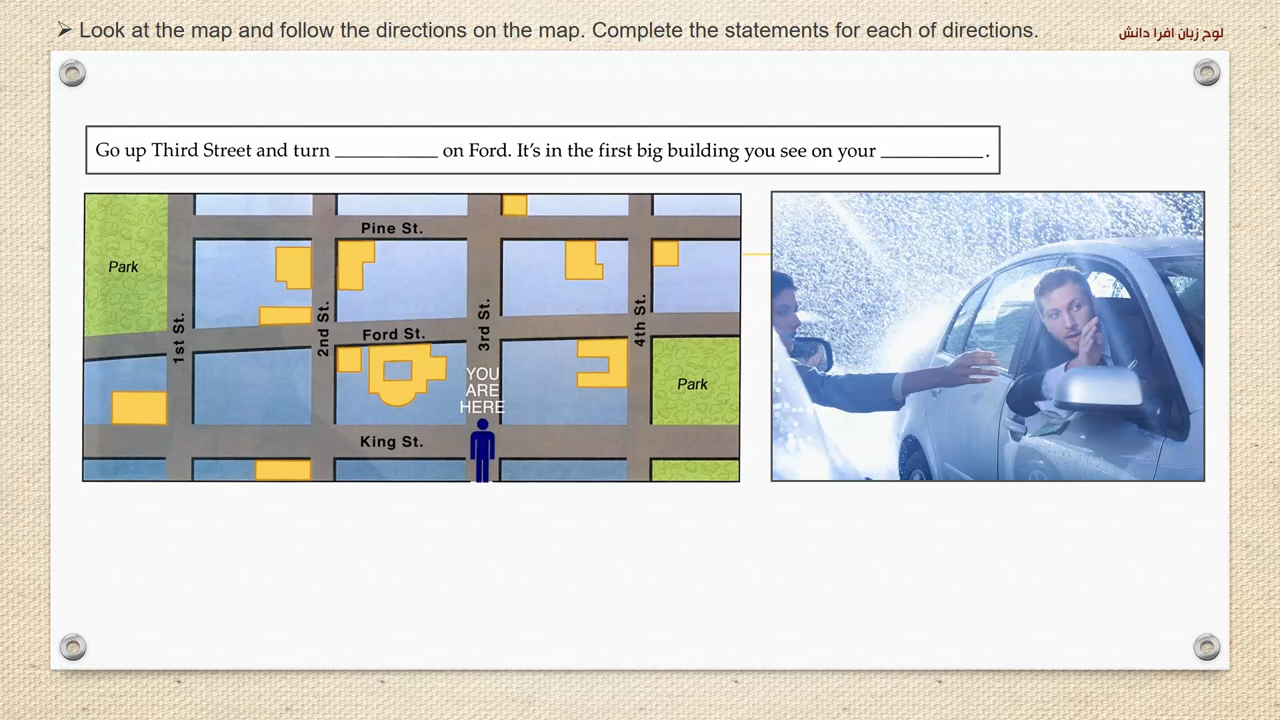 ➢ Look at the map and follow the directions on the map. Complete the statements for each of directions.
لوح زبان افرا دانش
Go up Third Street and turn __________ on Ford. It's in the first big building you see on your __________ .
Pine St.
Park
1st St.
2nd St.
Ford St.
3rd St.
4th St.
YOU
ARE
HERE
Park
King St.